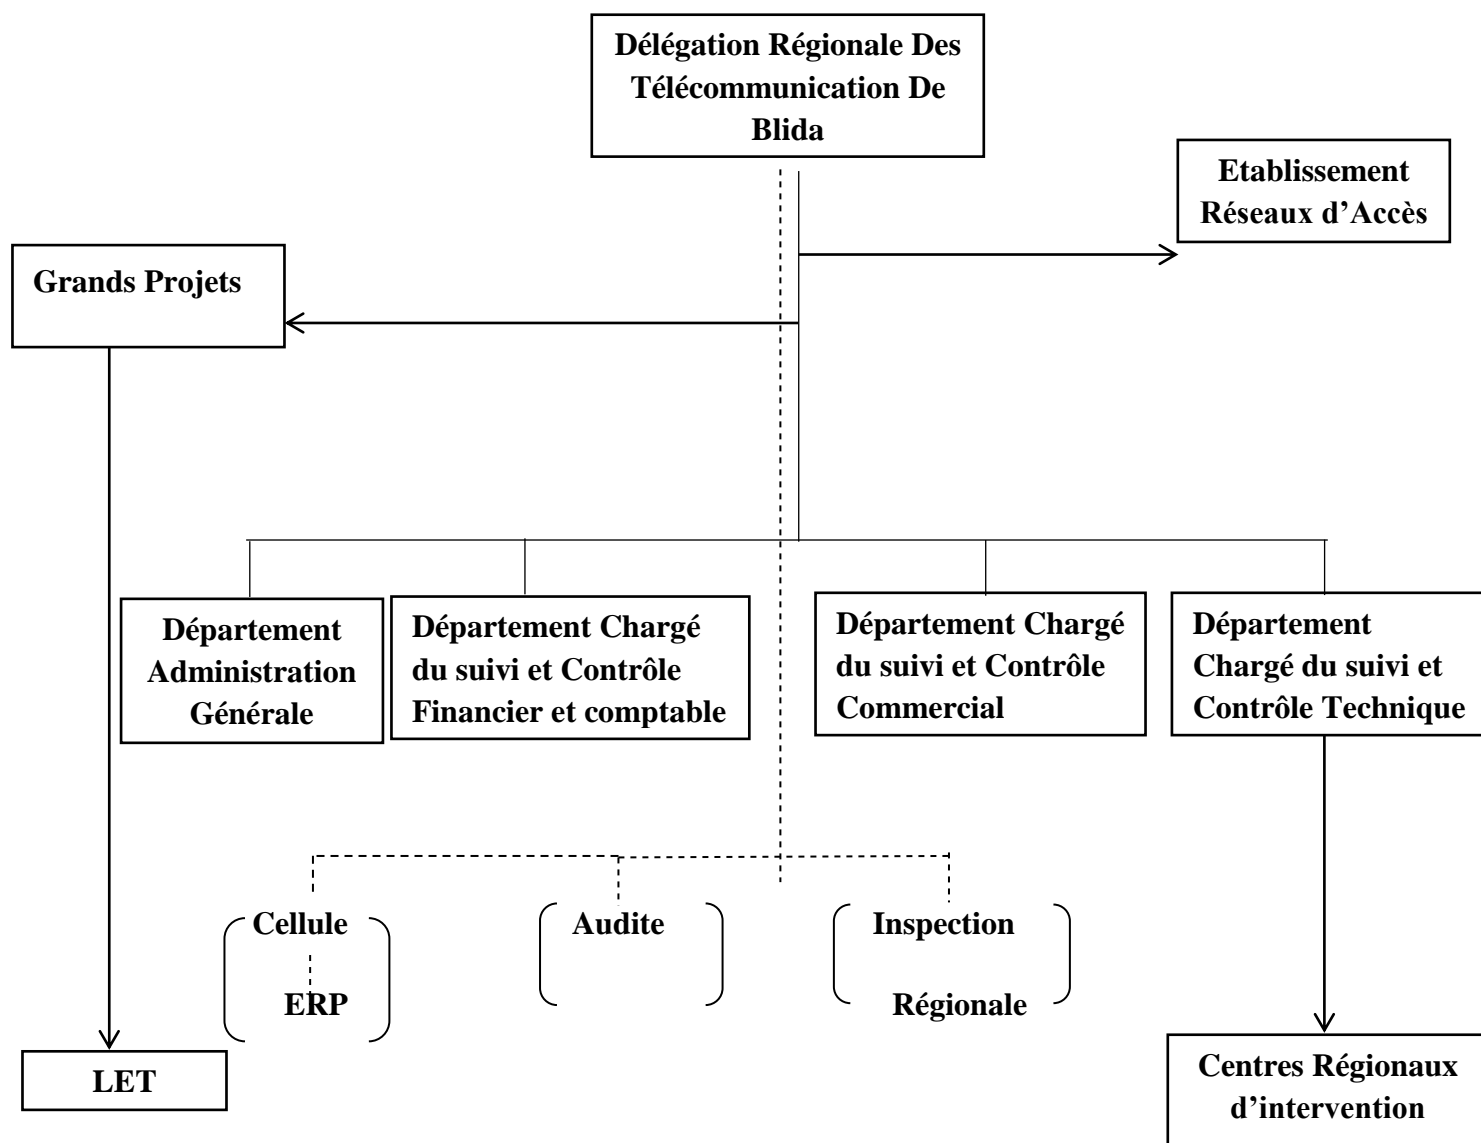 Délégation Régionale Des
Télécommunication De
Blida
Etablissement
Réseaux d’Accès
Grands Projets
Département
Administration
Générale
Département Chargé
du suivi et Contrôle
Financier et comptable
Département Chargé
du suivi et Contrôle
Commercial
Département
Chargé du suivi et
Contrôle Technique
Cellule
ERP
Audite
Inspection
Régionale
LET
Centres Régionaux
d’intervention